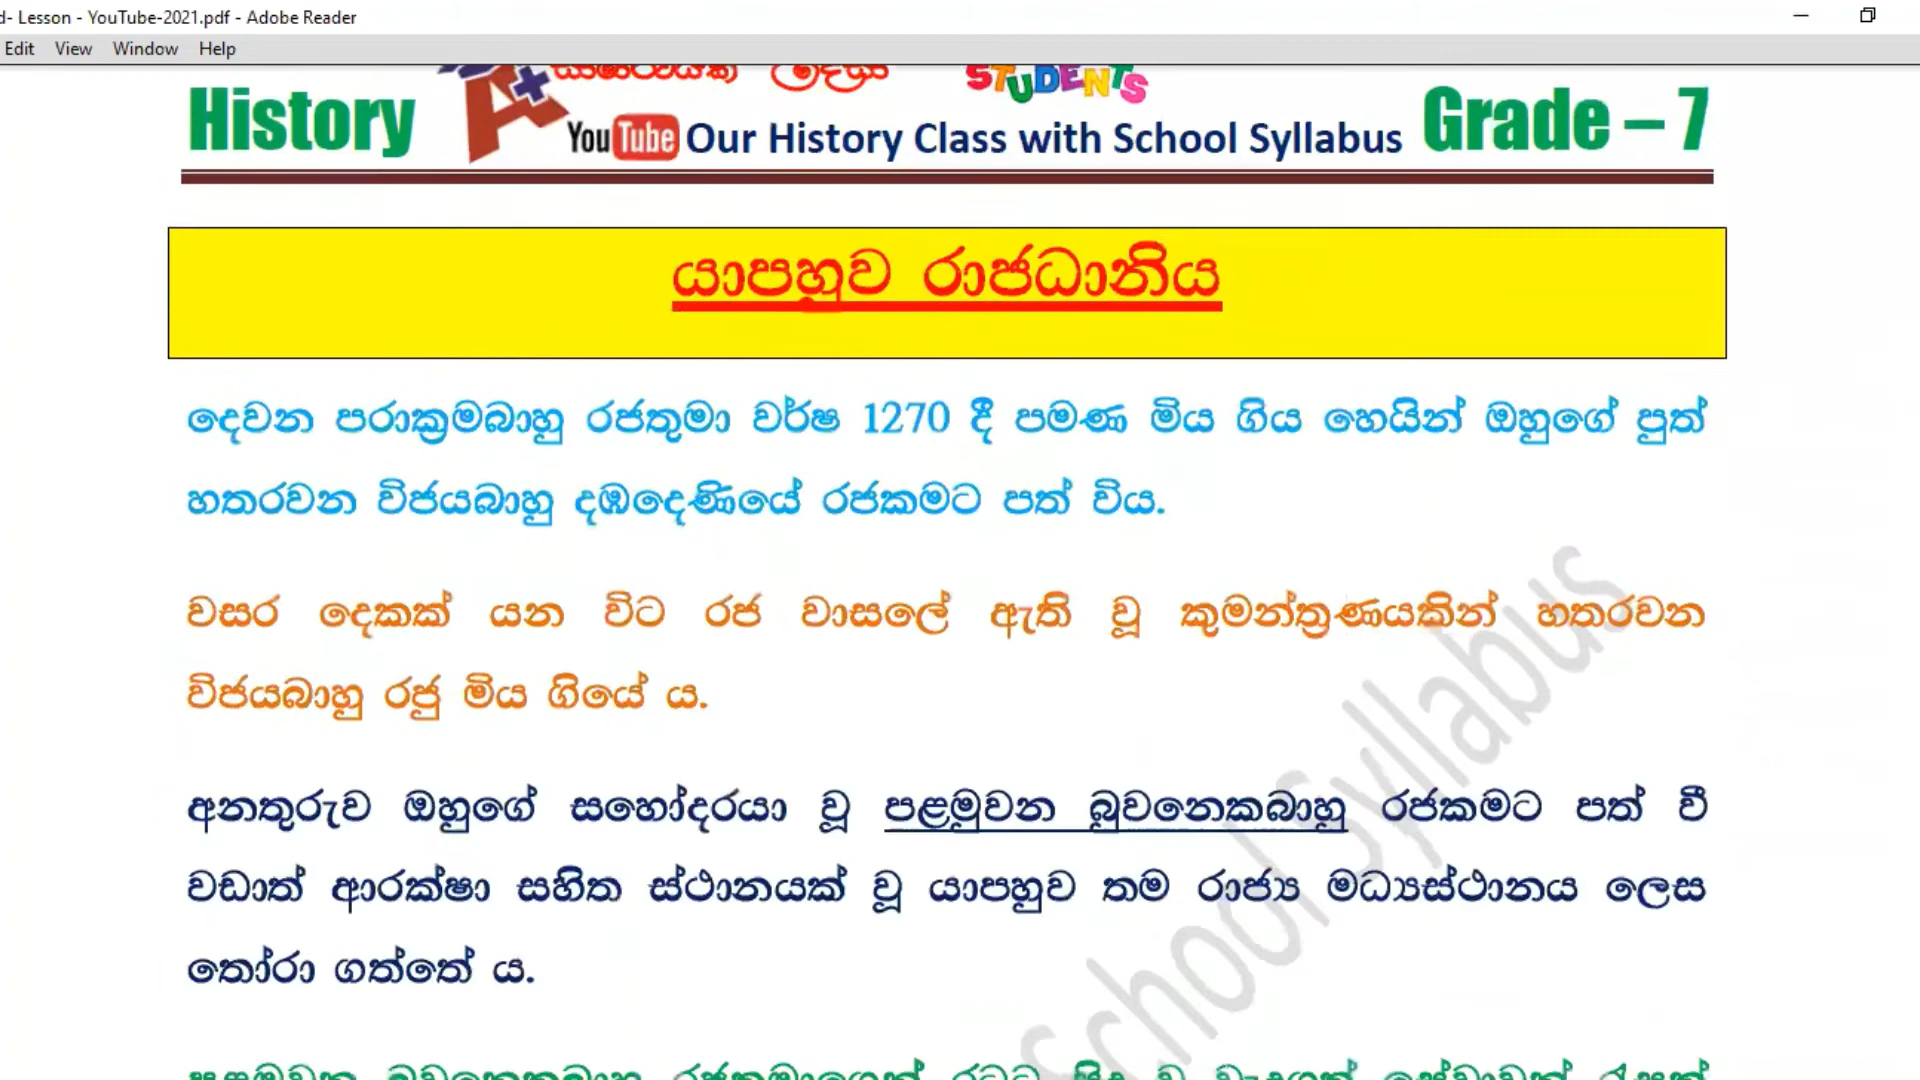 d- Lesson - YouTube-2021.pdf - Adobe Reader
Edit View Window Help
STUDENTS
History A+ YouTube Our History Class with School Syllabus Grade – 7
යාපහුව රාජධානිය
දෙවන පරාක්‍රමබාහු රජතුමා වර්ෂ 1270 දී පමණ මිය ගිය හෙයින් ඔහුගේ පුත්
හතරවන විජයබාහු දඹදෙණියේ රජකමට පත් විය.
වසර දෙකක් යන විට රජ වාසලේ ඇති වූ කුමන්ත්‍රණයකින් හතරවන
විජයබාහු රජු මිය ගියේ ය.
අනතුරුව ඔහුගේ සහෝදරයා වූ පළමුවන බුවනෙකබාහු රජකමට පත් වී
වඩාත් ආරක්ෂා සහිත ස්ථානයක් වූ යාපහුව තම රාජ්‍ය මධ්‍යස්ථානය ලෙස
තෝරා ගත්තේ ය.
School Syllabus